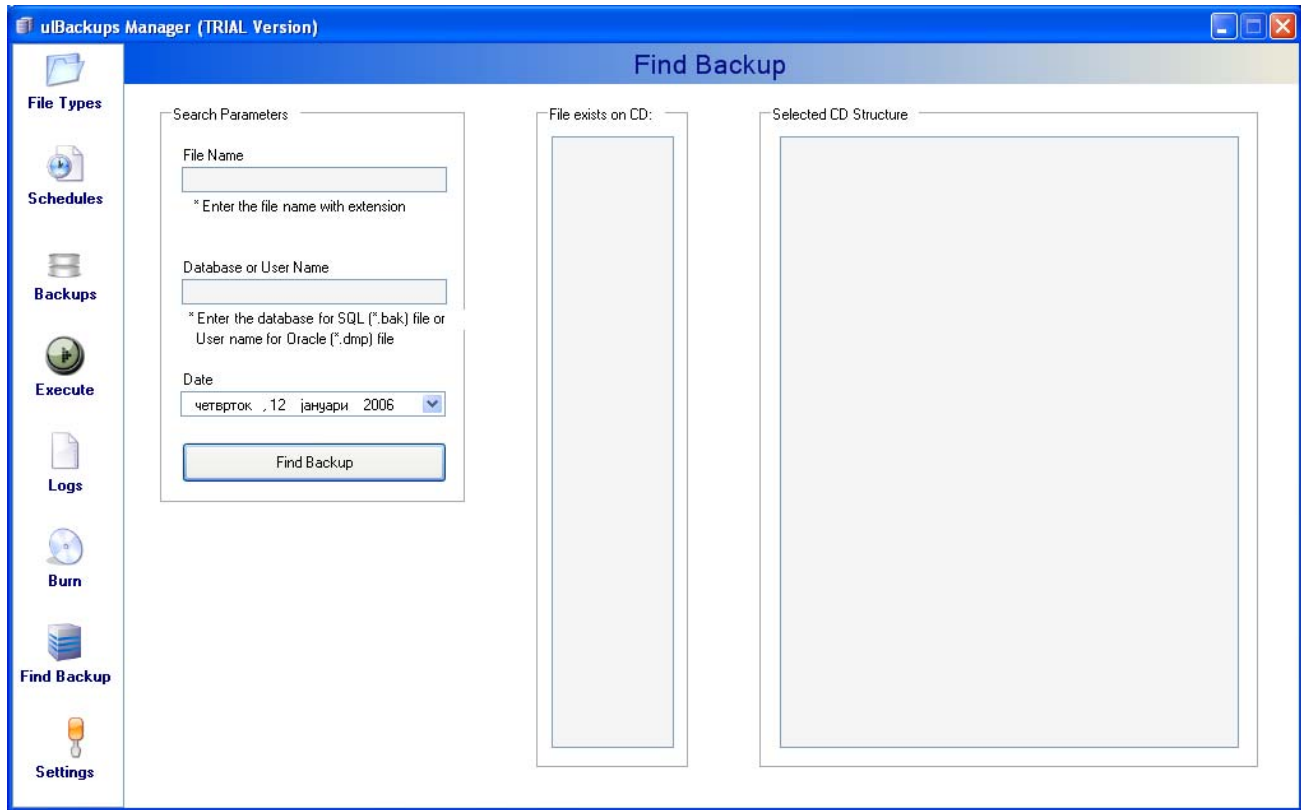 ulBackups Manager (TRIAL Version)
Find Backup
File Types
Schedules
Backups
Execute
Logs
Burn
Find Backup
Settings
Search Parameters
File Name
* Enter the file name with extension
Database or User Name
* Enter the database for SQL (*.bak) file or
User name for Oracle (*.dmp) file
Date
четврток , 12 јануари 2006
Find Backup
File exists on CD:
Selected CD Structure